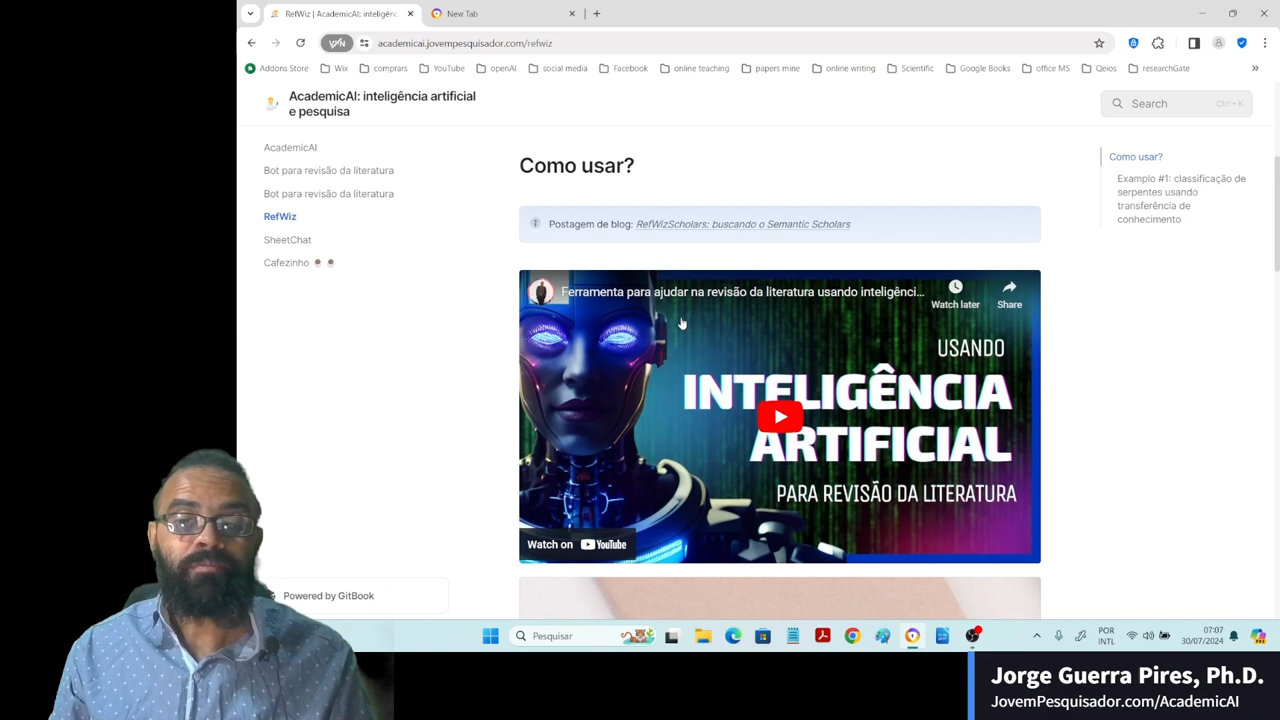 RefWiz | AcademicAI: inteligênc
New Tab
VPN
academicai.jovempesquisador.com/refwiz
Addons Store
Wix
comprars
YouTube
openAI
social media
Facebook
online teaching
papers mine
online writing
Scientific
Google Books
office MS
Qeios
researchGate
AcademicAI: inteligência artificial
e pesquisa
Search
Ctrl + K
AcademicAI
Bot para revisão da literatura
Bot para revisão da literatura
RefWiz
SheetChat
Cafezinho
Powered by GitBook
Como usar?
Postagem de blog: RefWizScholars: buscando o Semantic Scholars
Ferramenta para ajudar na revisão da literatura usando inteligênci...
Watch later
Share
USANDO
INTELIGÊNCIA
ARTIFICIAL
PARA REVISÃO DA LITERATURA
Watch on YouTube
Como usar?
Examplo #1: classificação de
serpentes usando
transferência de
conhecimento
Pesquisar
POR
INTL
07:07
30/07/2024
Jorge Guerra Pires, Ph.D.
JovemPesquisador.com/AcademicAI